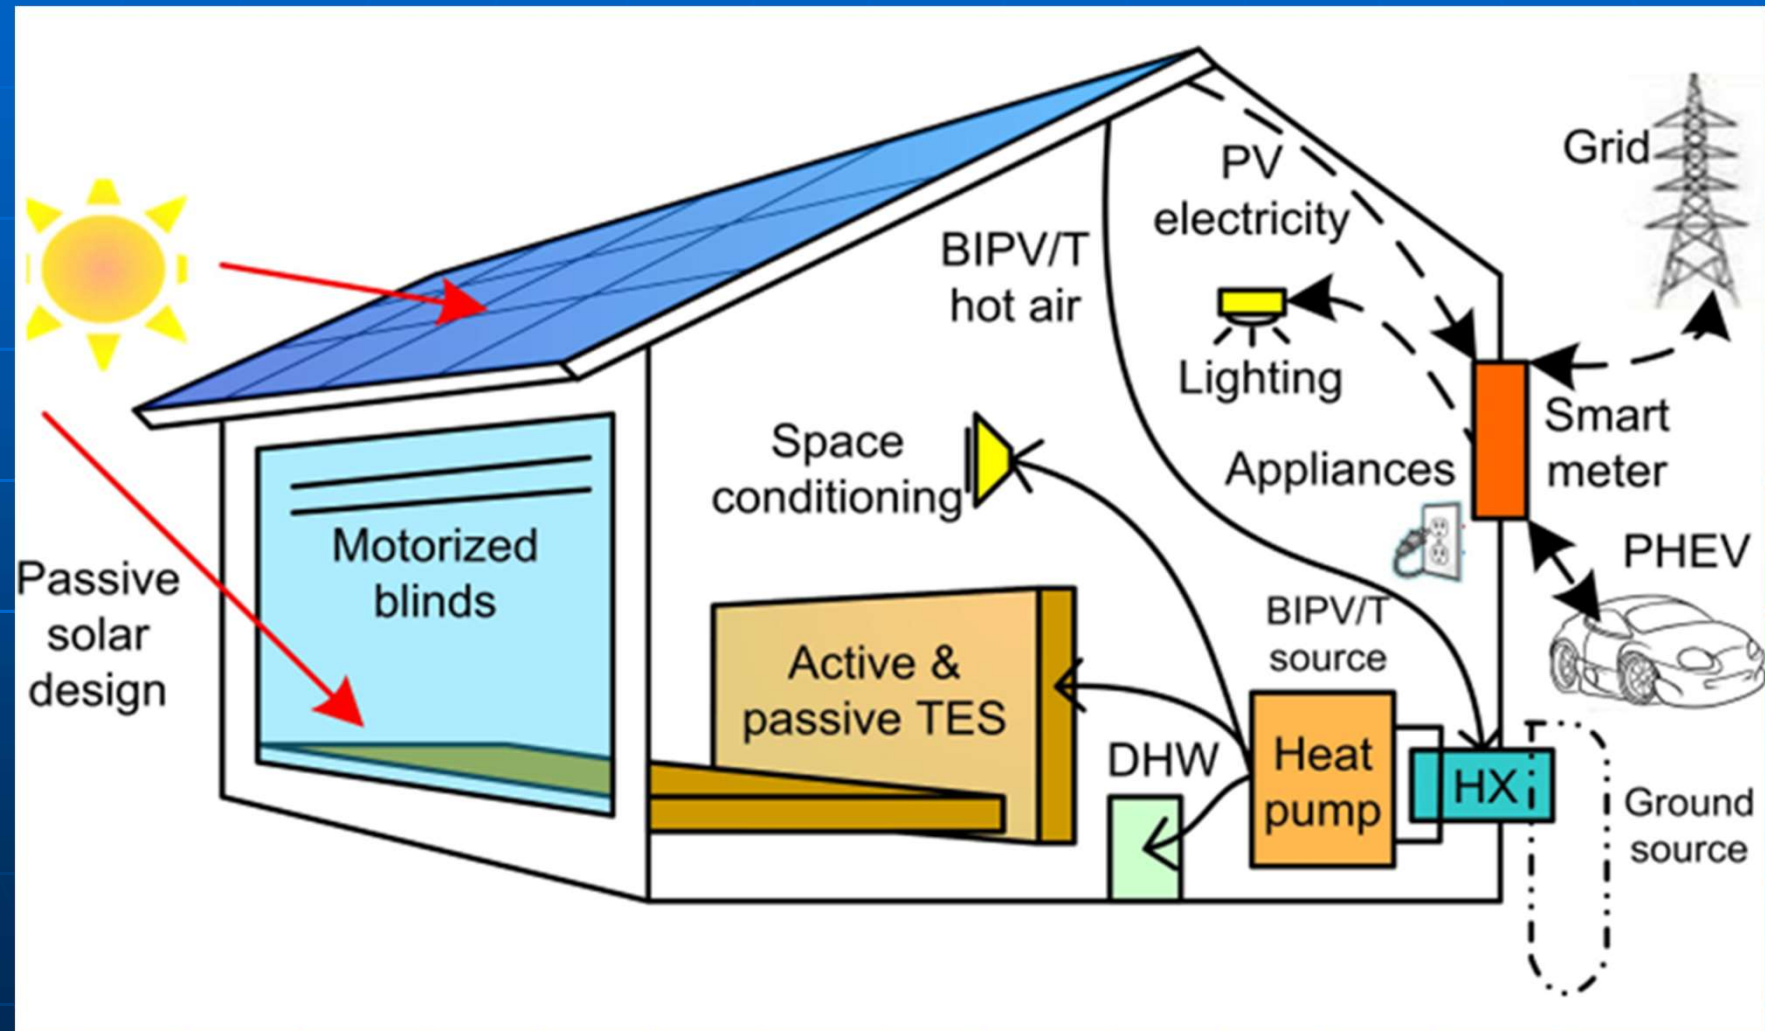 Grid
PV
electricity
BIPV/T
hot air
Lighting
Smart
meter
Space
conditioning
Appliances
Motorized
blinds
PHEV
Passive
solar
design
BIPV/T
source
Active &
passive TES
DHW
Heat
pump
HX
Ground
source